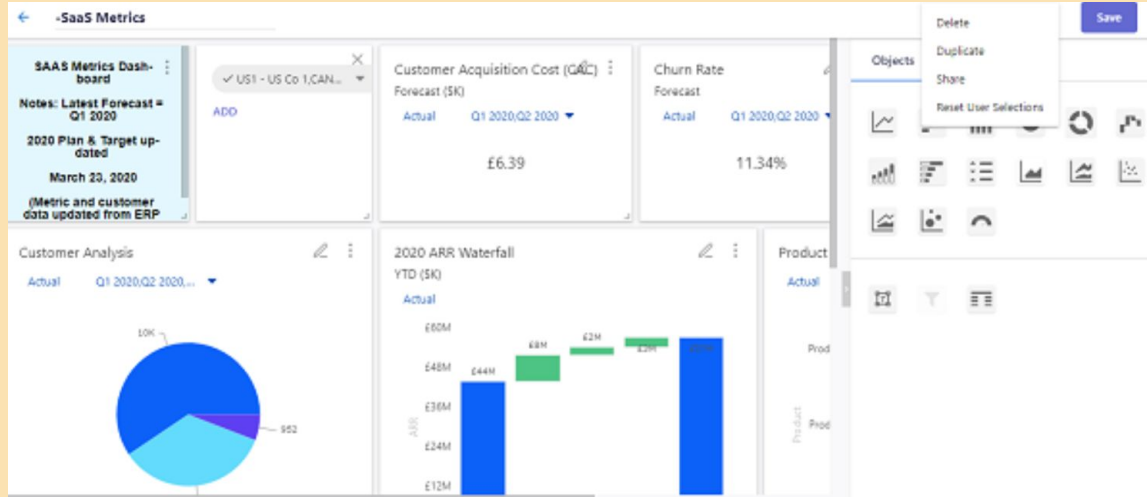 -SaaS Metrics
Delete
Duplicate
Share
Reset User Selections
Save
SAAS Metrics Dash-
board
Notes: Latest Forecast =
Q1 2020
2020 Plan & Target up-
dated
March 23, 2020
(Metric and customer
data updated from ERP
US1 - US Co 1,CAN...
ADD
Customer Acquisition Cost (CAC)
Forecast ($K)
Actual Q1 2020,Q2 2020
£6.39
Churn Rate
Forecast
Actual Q1 2020,Q2 2020
11.34%
Objects
Customer Analysis
Actual Q1 2020,Q2 2020,...
10K
952
2020 ARR Waterfall
YTD ($K)
Actual
£60M
£48M
£36M
£24M
£12M
ARR
£44M
£8M
£2M
£2M
Product
Actual
Prod
Prod
Product